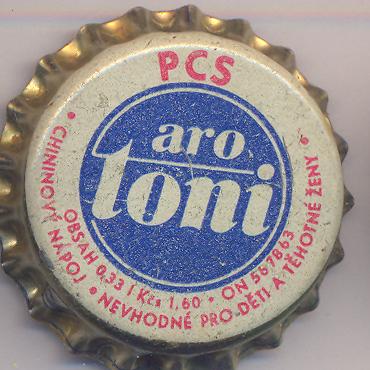 PCS
aro
toni
• CHININOVÝ NÁPOJ • NEVHODNÉ PRO DĚTI A TĚHOTNÉ ŽENY •
OBSAH 0,33 l Kčs 1,60 • ON 567863